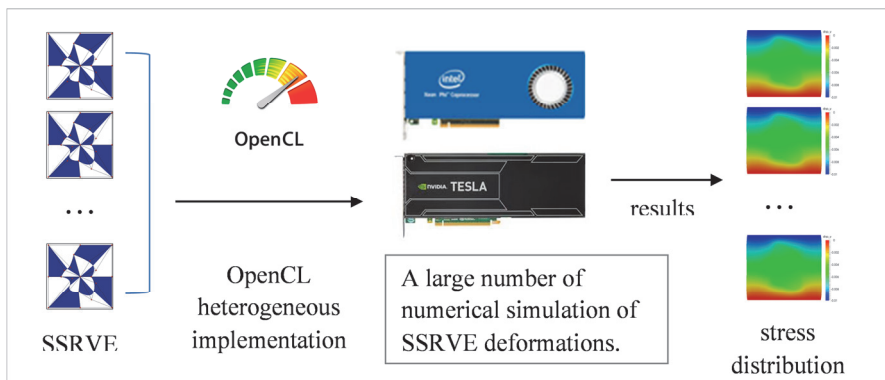 ...
SSRVE
OpenCL
OpenCL
heterogeneous
implementation
intel
Xeon Phi Coprocessor
NVIDIA. TESLA
A large number of
numerical simulation of
SSRVE deformations.
results
...
stress
distribution